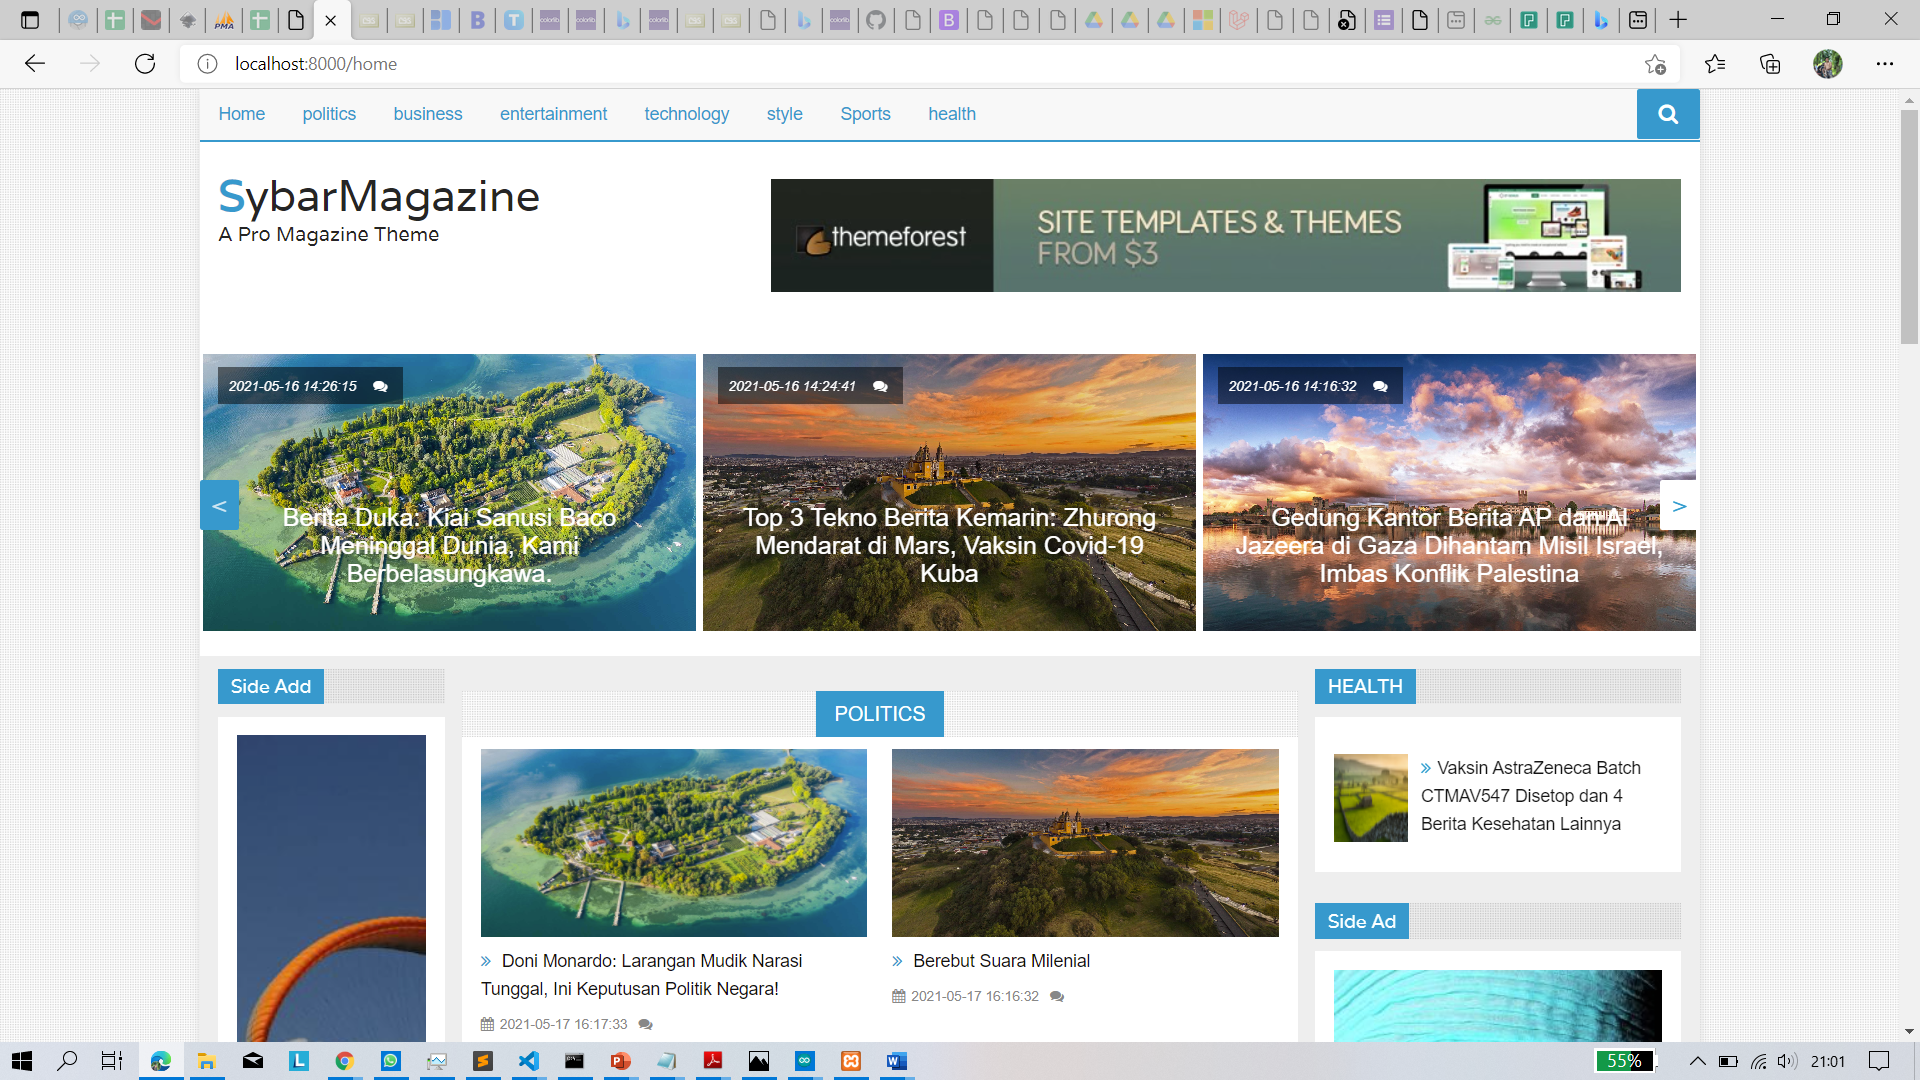 localhost:8000/home
Home politics business entertainment technology style Sports health
SybarMagazine
A Pro Magazine Theme
themeforest
SITE TEMPLATES & THEMES
FROM $3
2021-05-16 14:26:15
Berita Duka: Kiai Sanusi Baco
Meninggal Dunia, Kami
Berbelasungkawa.
2021-05-16 14:24:41
Top 3 Tekno Berita Kemarin: Zhurong
Mendarat di Mars, Vaksin Covid-19
Kuba
2021-05-16 14:16:32
Gedung Kantor Berita AP dan Al
Jazeera di Gaza Dihantam Misil Israel,
Imbas Konflik Palestina
<
>
Side Add
POLITICS
» Doni Monardo: Larangan Mudik Narasi
Tunggal, Ini Keputusan Politik Negara!
2021-05-17 16:17:33
» Berebut Suara Milenial
2021-05-17 16:16:32
HEALTH
» Vaksin AstraZeneca Batch
CTMAV547 Disetop dan 4
Berita Kesehatan Lainnya
Side Ad
55%
21:01